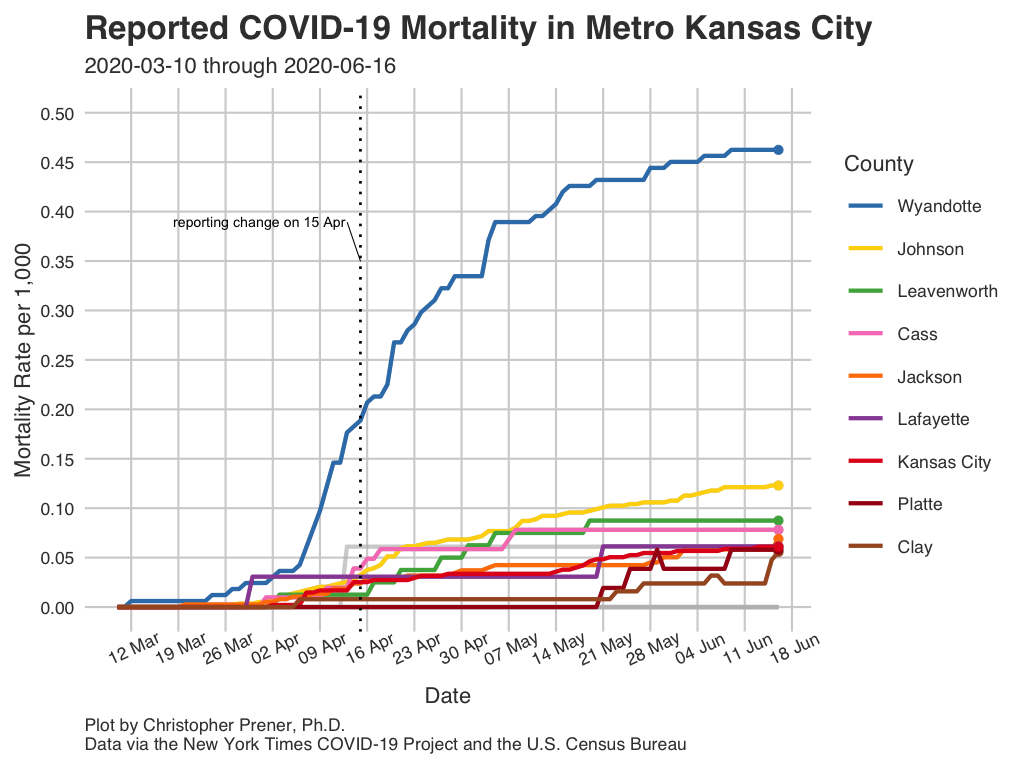 Reported COVID-19 Mortality in Metro Kansas City
2020-03-10 through 2020-06-16
Mortality Rate per 1,000
0.50
0.45
0.40
0.35
0.30
0.25
0.20
0.15
0.10
0.05
0.00
reporting change on 15 Apr
12 Mar
19 Mar
26 Mar
02 Apr
09 Apr
16 Apr
23 Apr
30 Apr
07 May
14 May
21 May
28 May
04 Jun
11 Jun
18 Jun
Date
County
Wyandotte
Johnson
Leavenworth
Cass
Jackson
Lafayette
Kansas City
Platte
Clay
Plot by Christopher Prener, Ph.D.
Data via the New York Times COVID-19 Project and the U.S. Census Bureau